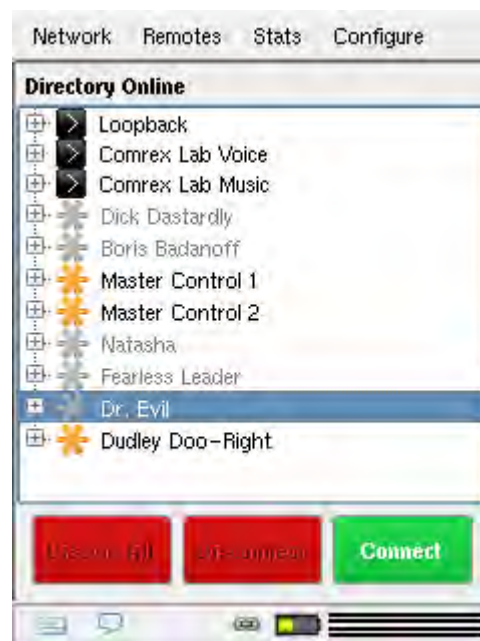 Network Remotes Stats Configure
Directory Online
Loopback
Comrex Lab Voice
Comrex Lab Music
Dick Dastardly
Boris Badanoff
Master Control 1
Master Control 2
Natasha
Fearless Leader
Dr. Evil
Dudley Doo-Right
Connect